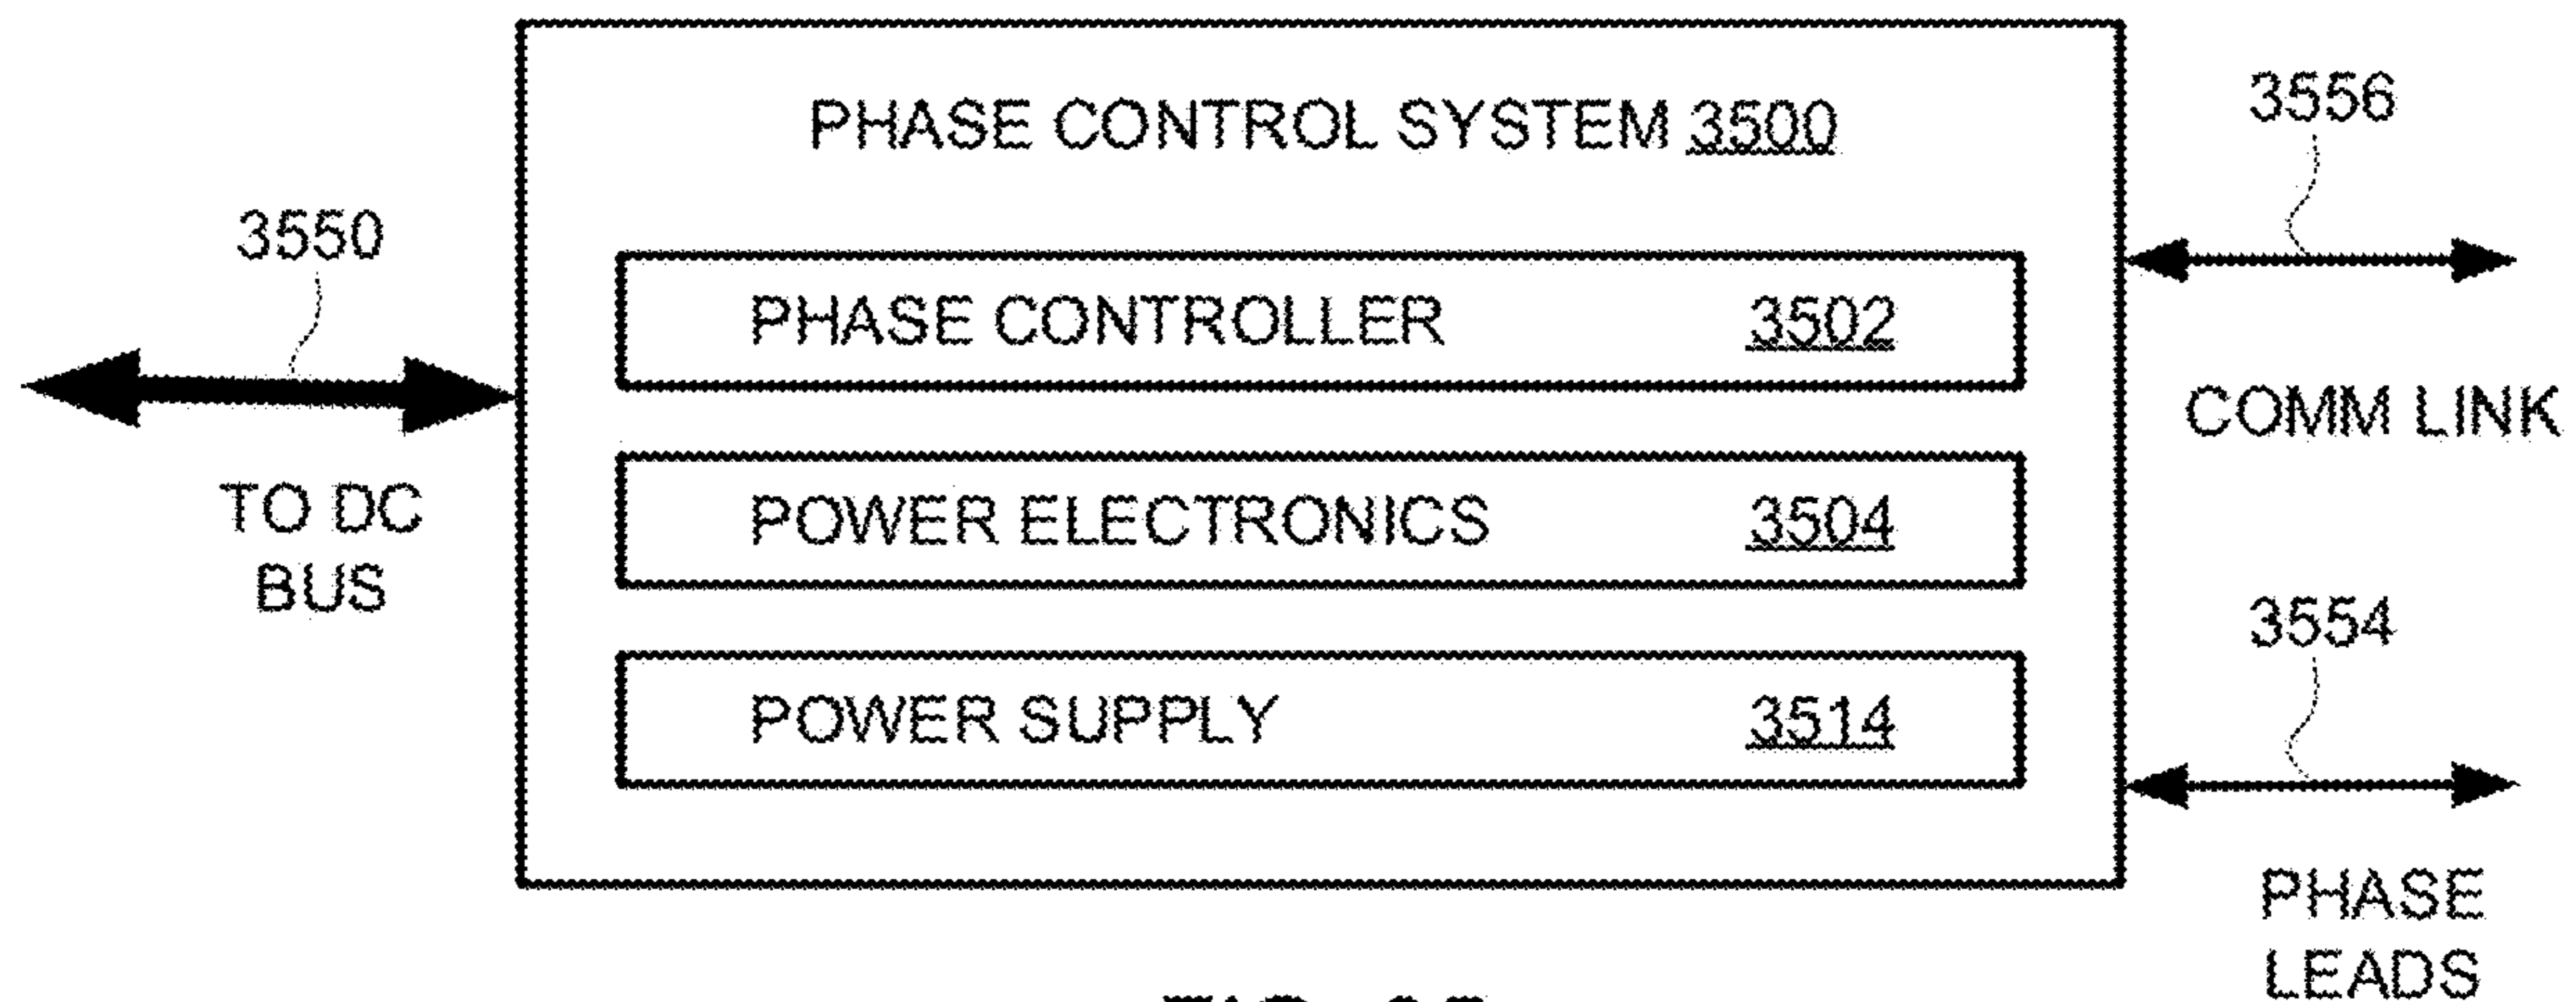 PHASE CONTROL SYSTEM 3500
3556
3550
PHASE CONTROLLER 3502
COMM LINK
TO DC
BUS
POWER ELECTRONICS 3504
3554
POWER SUPPLY 3514
PHASE
LEADS